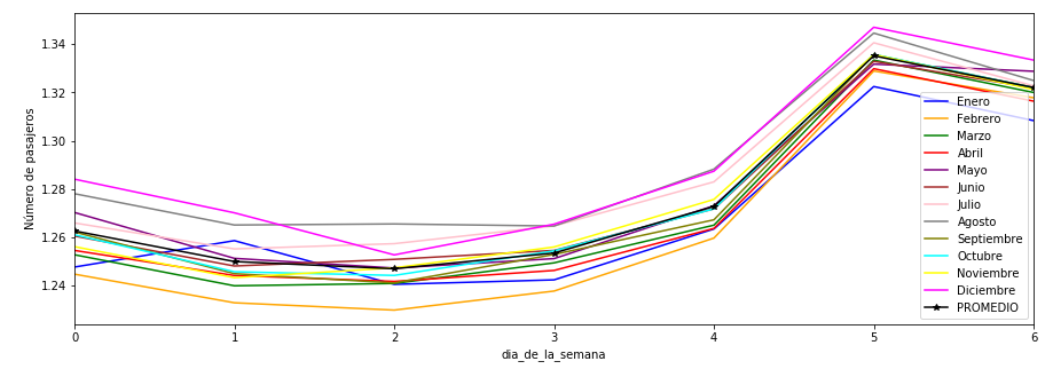 Número de pasajeros
1.34
1.32
1.30
1.28
1.26
1.24
0
1
2
3
4
5
6
dia_de_la_semana
Enero
Febrero
Marzo
Abril
Mayo
Junio
Julio
Agosto
Septiembre
Octubre
Noviembre
Diciembre
PROMEDIO